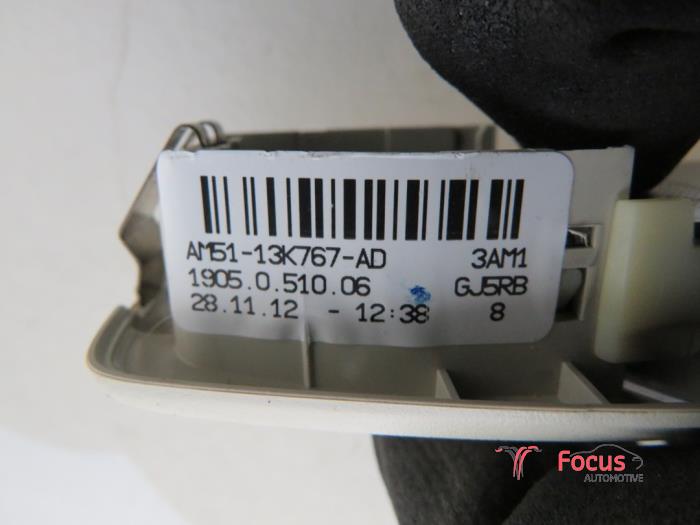 AM51-13K767-AD 3AM1
1905.0.510.06 GJ5RB
28.11.12 - 12:38 8
Focus
AUTOMOTIVE